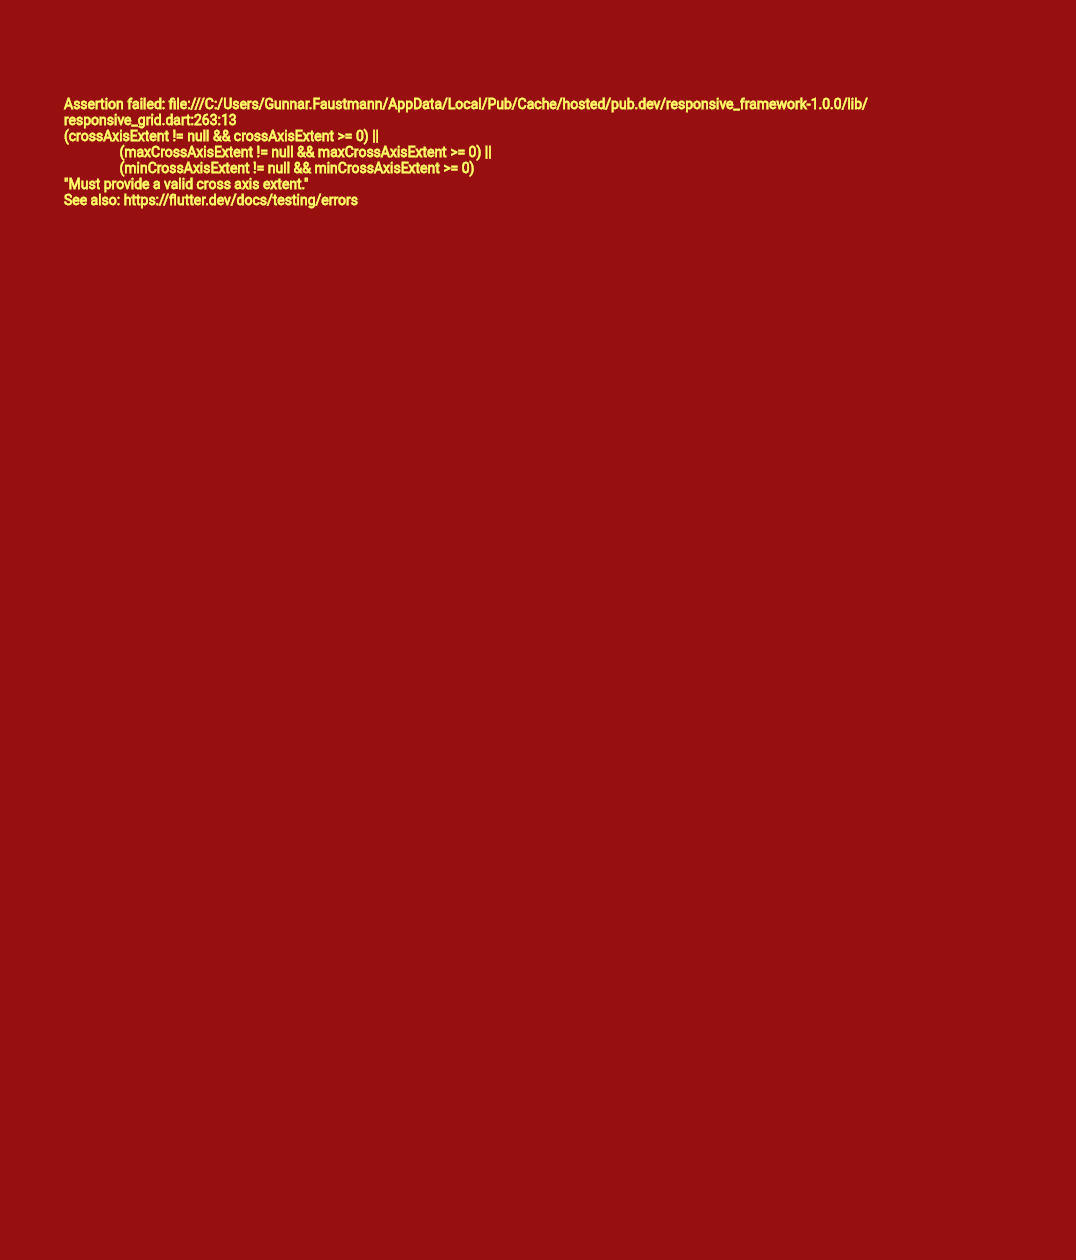 Assertion failed: file:///C:/Users/Gunnar.Faustmann/AppData/Local/Pub/Cache/hosted/pub.dev/responsive_framework-1.0.0/lib/
responsive_grid.dart:263:13
(crossAxisExtent != null && crossAxisExtent >= 0) ||
(maxCrossAxisExtent != null && maxCrossAxisExtent >= 0) ||
(minCrossAxisExtent != null && minCrossAxisExtent >= 0)
"Must provide a valid cross axis extent."
See also: https://flutter.dev/docs/testing/errors